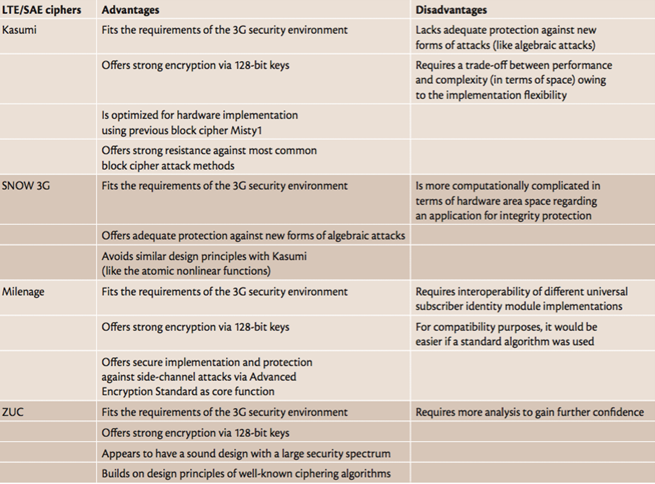 LTE/SAE ciphers Advantages Disadvantages
Kasumi Fits the requirements of the 3G security environment Lacks adequate protection against new
forms of attacks (like algebraic attacks)
Offers strong encryption via 128-bit keys Requires a trade-off between performance
and complexity (in terms of space) owing
to the implementation flexibility
Is optimized for hardware implementation
using previous block cipher Misty1
Offers strong resistance against most common
block cipher attack methods
SNOW 3G Fits the requirements of the 3G security environment Is more computationally complicated in
terms of hardware area space regarding
an application for integrity protection
Offers adequate protection against new forms of algebraic attacks
Avoids similar design principles with Kasumi
(like the atomic nonlinear functions)
Milenage Fits the requirements of the 3G security environment Requires interoperability of different universal
subscriber identity module implementations
Offers strong encryption via 128-bit keys For compatibility purposes, it would be
easier if a standard algorithm was used
Offers secure implementation and protection
against side-channel attacks via Advanced
Encryption Standard as core function
ZUC Fits the requirements of the 3G security environment Requires more analysis to gain further confidence
Offers strong encryption via 128-bit keys
Appears to have a sound design with a large security spectrum
Builds on design principles of well-known ciphering algorithms